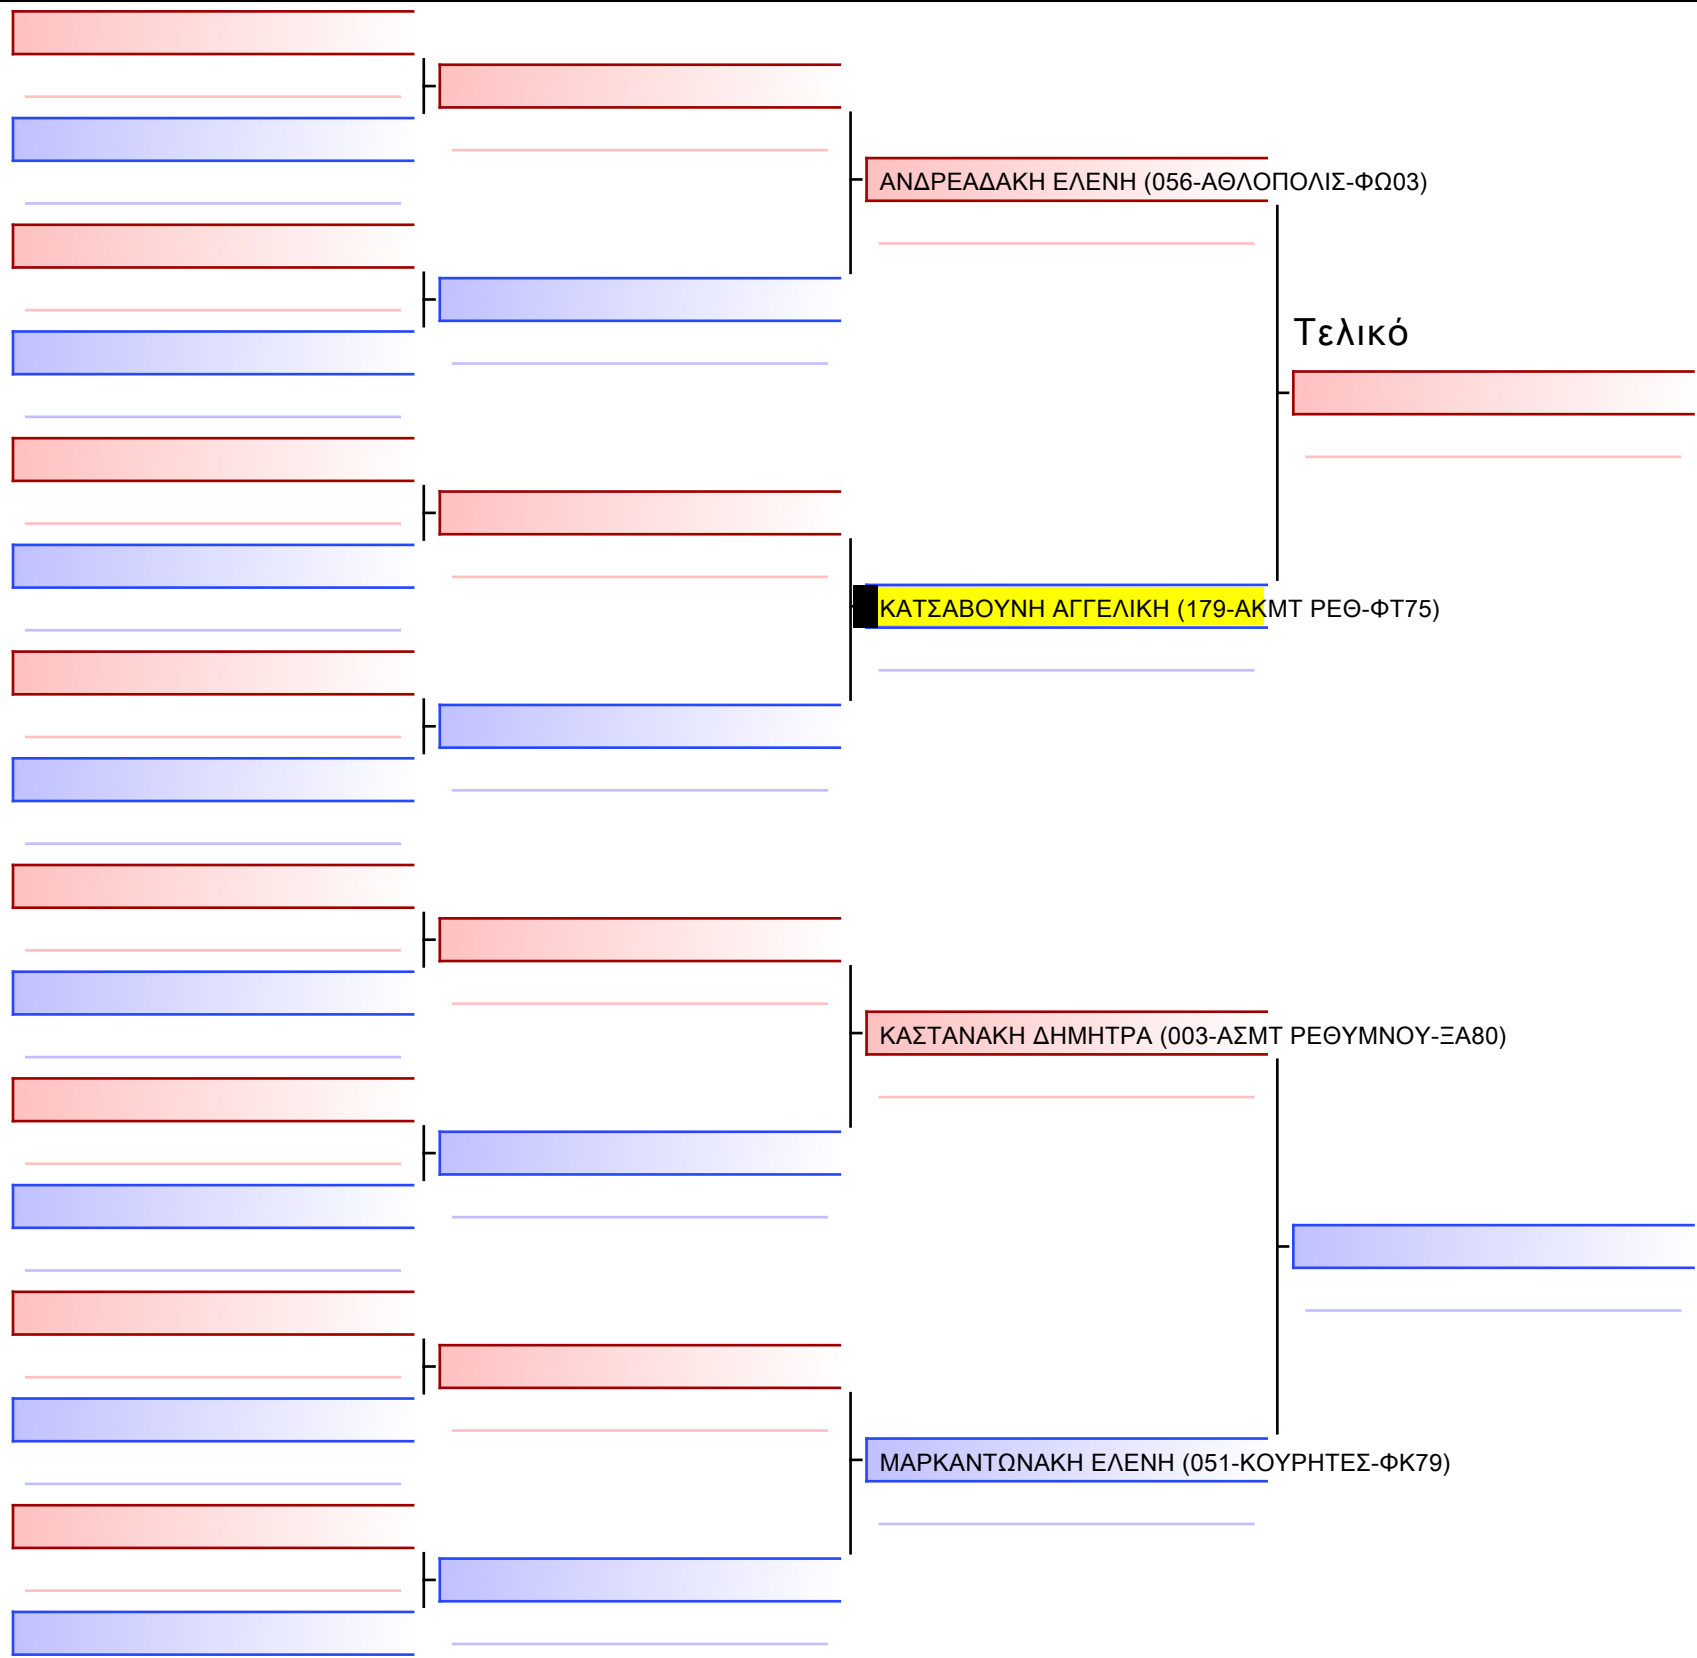 ΑΝΔΡΕΑΔΑΚΗ ΕΛΕΝΗ (056-ΑΘΛΟΠΟΛΙΣ-ΦΩ03)
Τελικό
ΚΑΤΣΑΒΟΥΝΗ ΑΓΓΕΛΙΚΗ (179-ΑΚΜΤ ΡΕΘ-ΦΤ75)
ΚΑΣΤΑΝΑΚΗ ΔΗΜΗΤΡΑ (003-ΑΣΜΤ ΡΕΘΥΜΝΟΥ-ΞΑ80)
ΜΑΡΚΑΝΤΩΝΑΚΗ ΕΛΕΝΗ (051-ΚΟΥΡΗΤΕΣ-ΦΚ79)